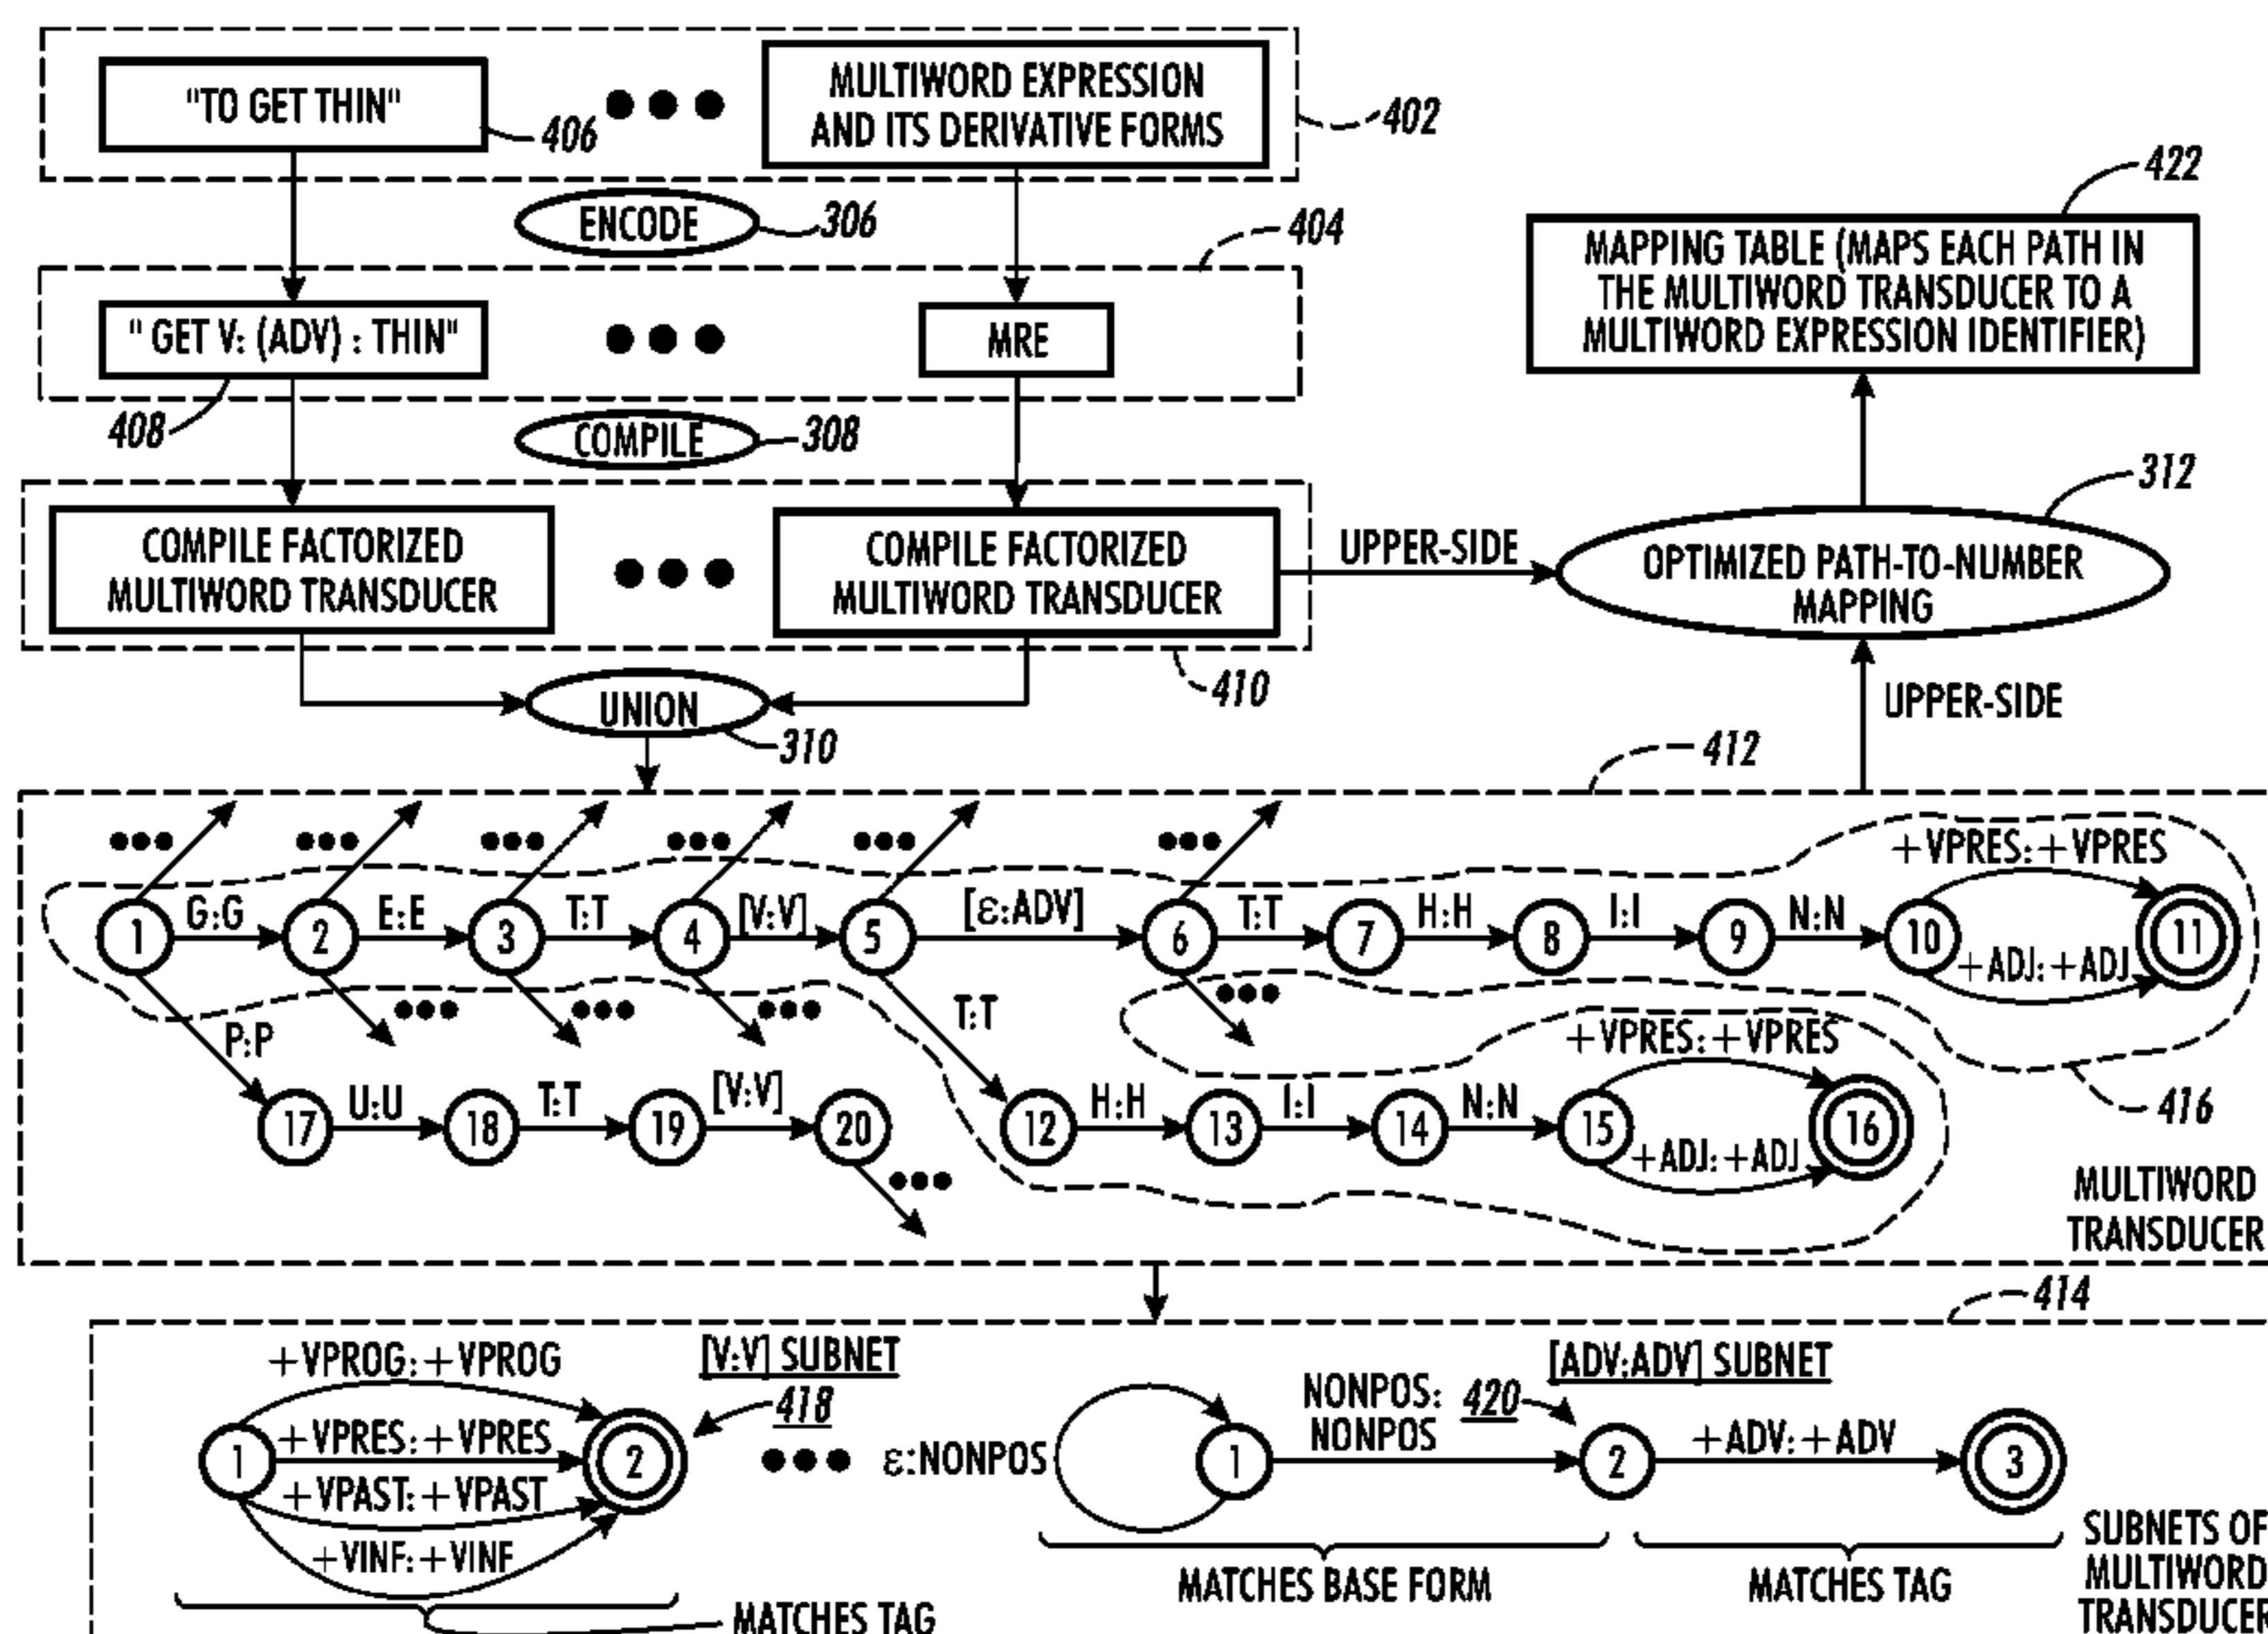 "TO GET THIN"
406
MULTIWORD EXPRESSION
AND ITS DERIVATIVE FORMS
402
ENCODE
306
404
422
" GET V: (ADV) : THIN"
MRE
408
MAPPING TABLE (MAPS EACH PATH IN
THE MULTIWORD TRANSDUCER TO A
MULTIWORD EXPRESSION IDENTIFIER)
COMPILE
308
312
COMPILE FACTORIZED
MULTIWORD TRANSDUCER
COMPILE FACTORIZED
MULTIWORD TRANSDUCER
UPPER-SIDE
OPTIMIZED PATH-TO-NUMBER
MAPPING
410
UNION
310
UPPER-SIDE
412
+VPRES: +VPRES
1 G:G 2 E:E 3 T:T 4 [V:V] 5 [ε:ADV] 6 T:T 7 H:H 8 I:I 9 N:N 10 11
+ADJ: +ADJ
P:P
T:T
+VPRES: +VPRES
17 U:U 18 T:T 19 [V:V] 20
12 H:H 13 I:I 14 N:N 15 16
+ADJ: +ADJ
416
MULTIWORD
TRANSDUCER
414
+VPROG: +VPROG
[V:V] SUBNET
418
1 +VPRES: +VPRES 2
+VPAST: +VPAST
+VINF: +VINF
MATCHES TAG
[ADV:ADV] SUBNET
420
ε:NONPOS
1 NONPOS:
NONPOS
2 +ADV: +ADV 3
MATCHES BASE FORM
MATCHES TAG
SUBNETS OF
MULTIWORD
TRANSDUCER